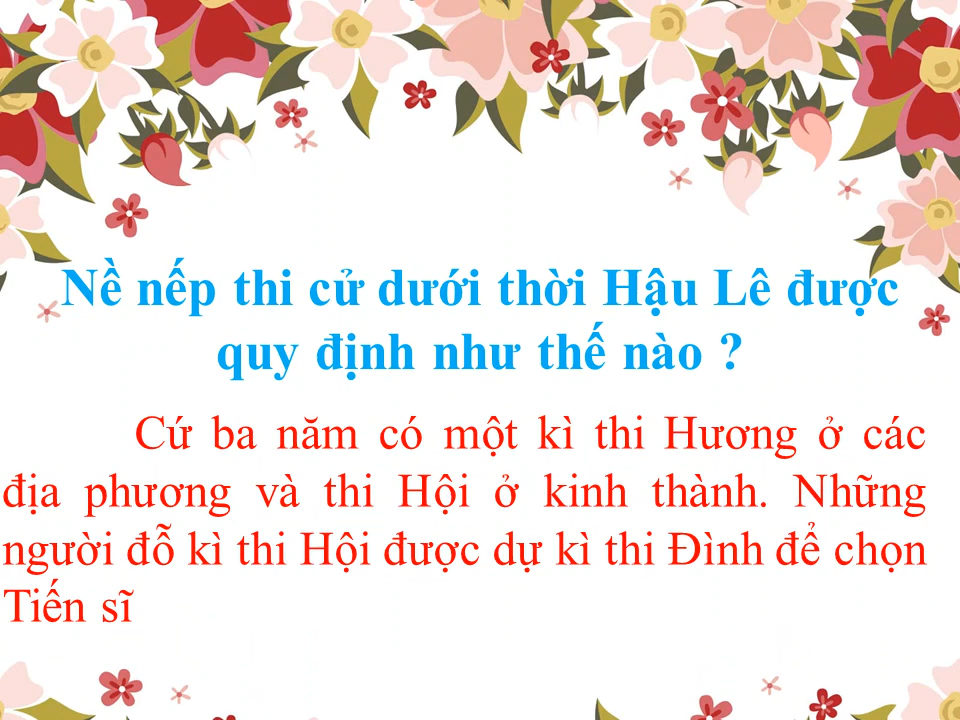 Nề nếp thi cử dưới thời Hậu Lê được
quy định như thế nào ?
Cứ ba năm có một kì thi Hương ở các
địa phương và thi Hội ở kinh thành. Những
người đỗ kì thi Hội được dự kì thi Đình để chọn
Tiến sĩ